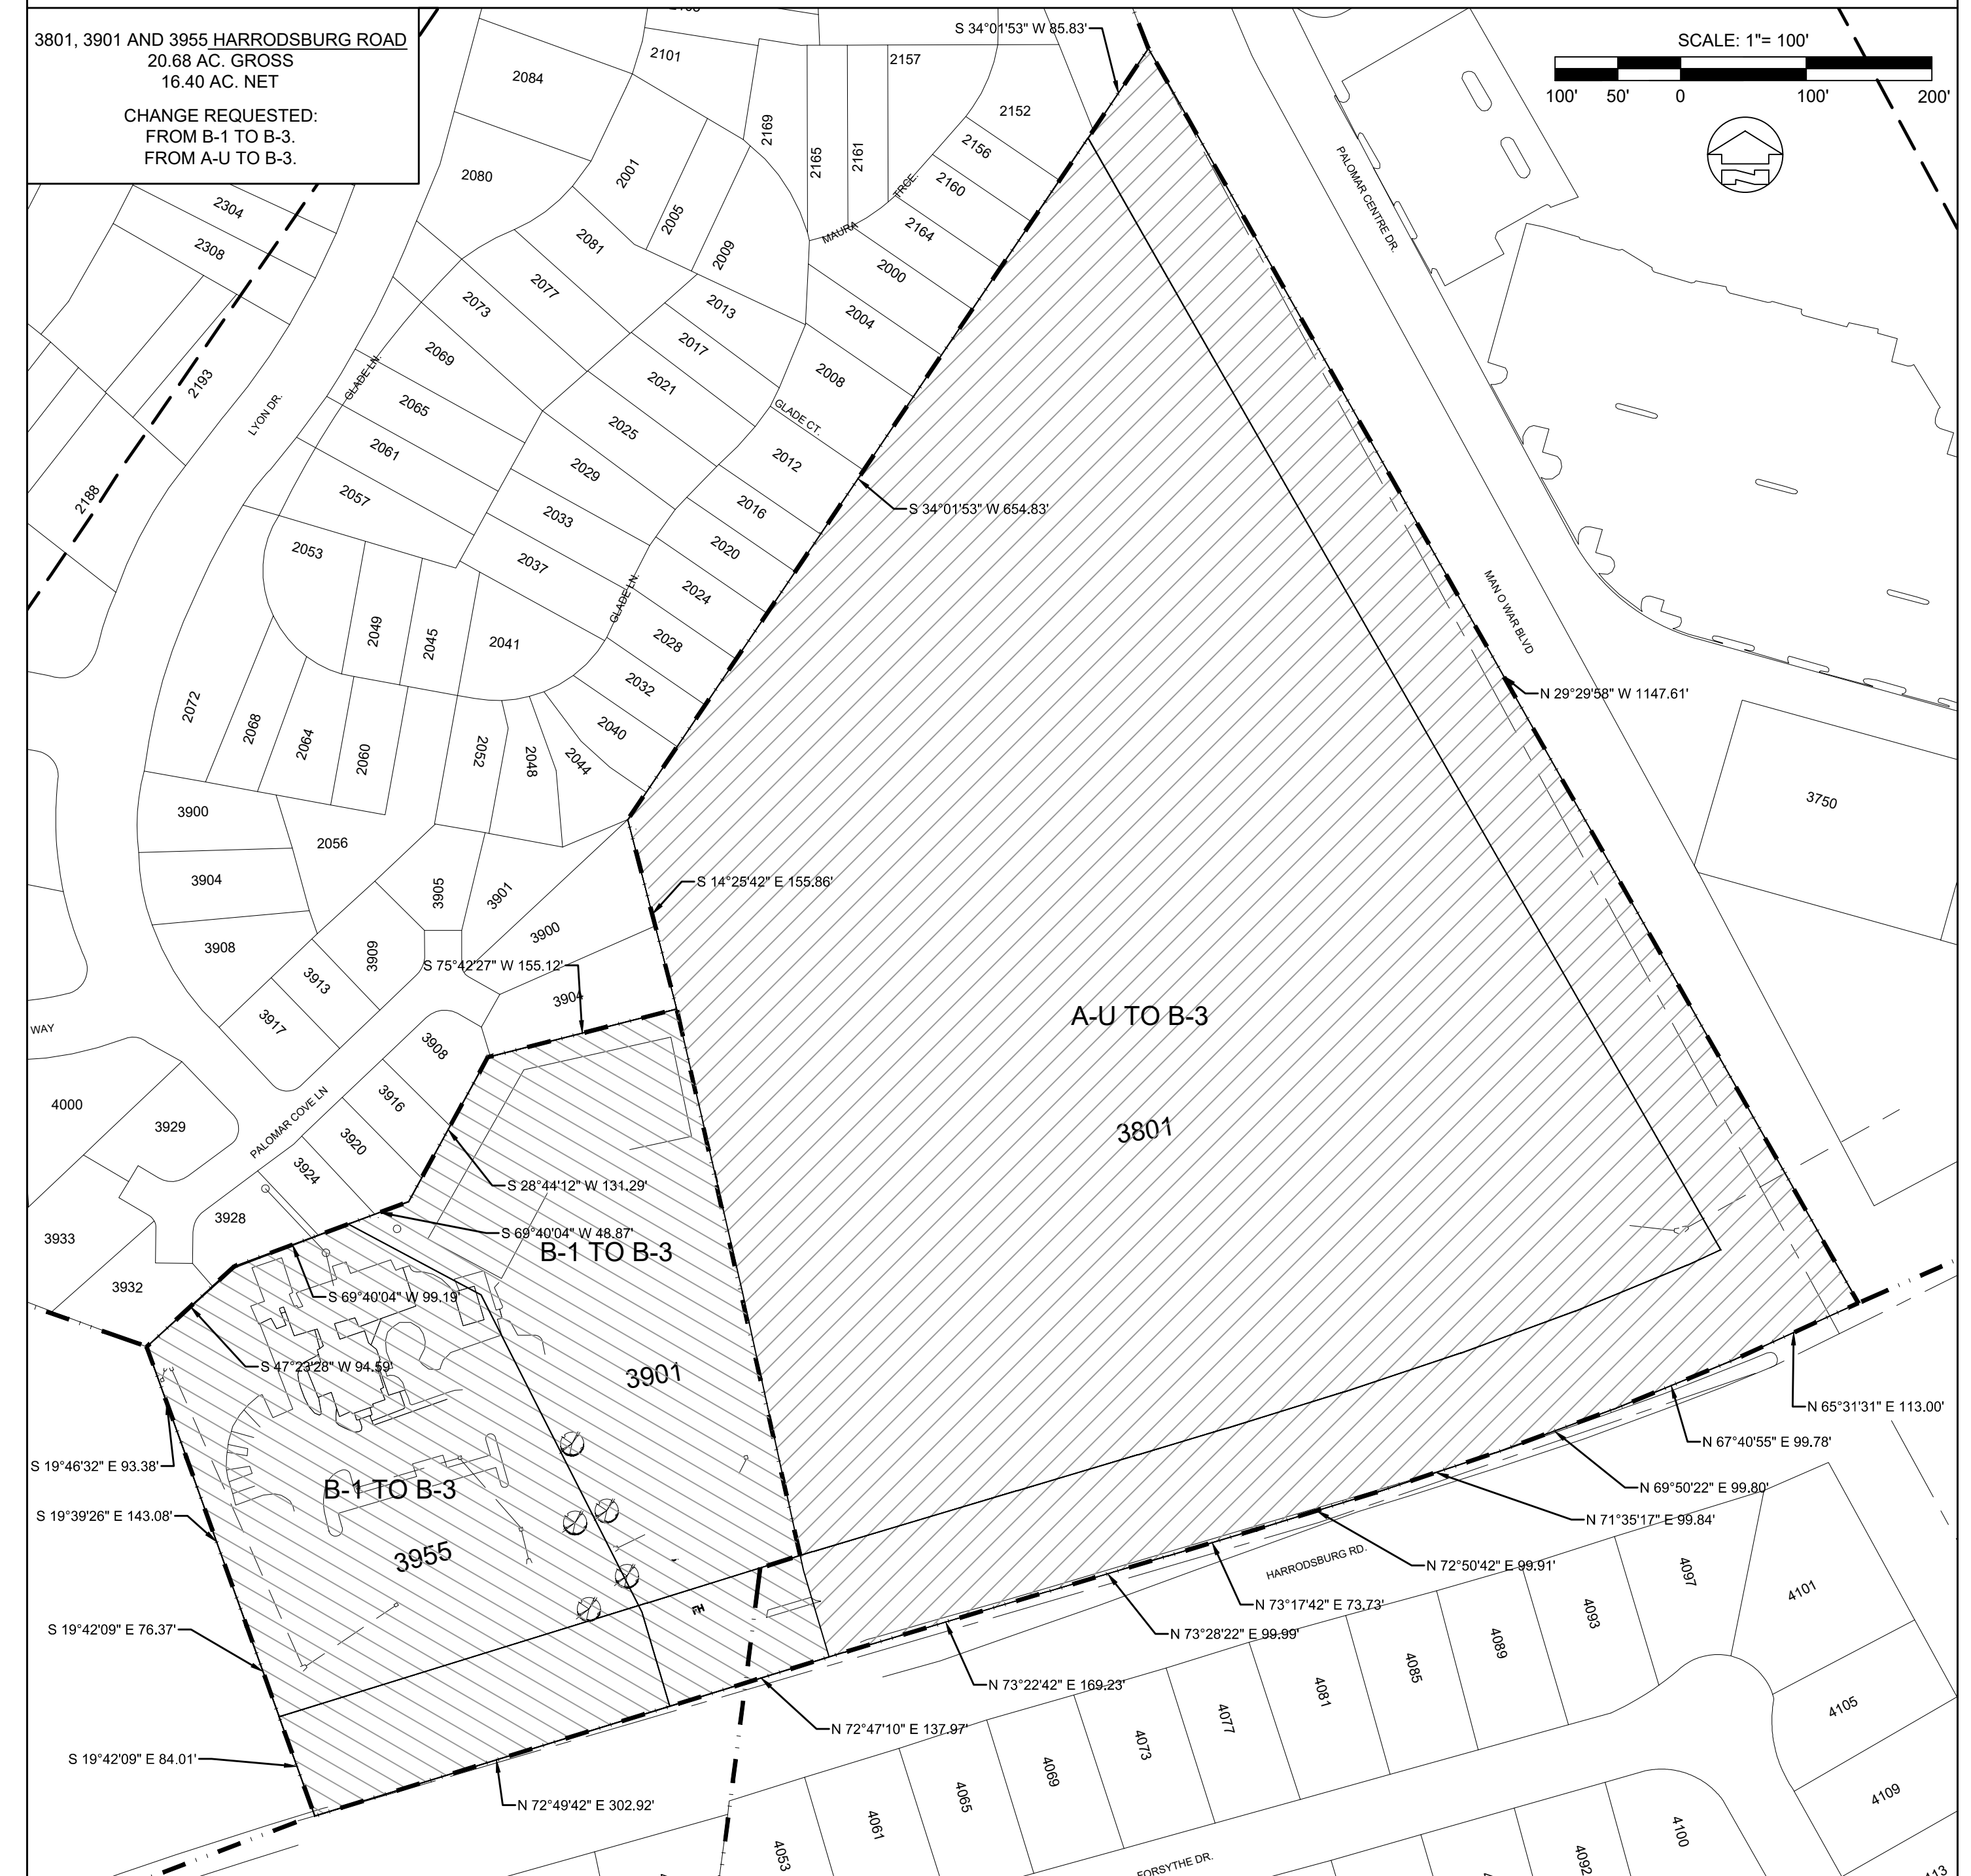 3801, 3901 AND 3955 HARRODSBURG ROAD
20.68 AC. GROSS
16.40 AC. NET
CHANGE REQUESTED:
FROM B-1 TO B-3.
FROM A-U TO B-3.
SCALE: 1"= 100'
100' 50' 0 100' 200'
S 34°01'53" W 85.83'
2101
2157
2084
2152
2169
2165
2161
2156
2160
2164
2001
2005
2009
2080
2304
2308
TRCE.
MAURA
PALOMAR CENTRE DR.
2081
2077
2073
2000
2004
2008
2013
2017
2021
2069
2065
2061
2057
2193
2188
LYON DR.
GLADE LN.
GLADE CT.
2025
2029
2033
2037
2012
2016
2020
2024
2028
2032
2040
2044
S 34°01'53" W 654.83'
2053
2049
2045
2041
GLADE LN.
MAN O WAR BLVD
N 29°29'58" W 1147.61'
2072
2068
2064
2060
2052
2048
3750
3900
2056
3904
3905
3901
3900
S 14°25'42" E 155.86'
3908
3909
3913
3917
S 75°42'27" W 155.12'
3904
WAY
3908
3916
3920
3924
3928
4000
3929
PALOMAR COVE LN
3933
3932
A-U TO B-3
3801
S 28°44'12" W 131.29'
S 69°40'04" W 48.87'
B-1 TO B-3
S 69°40'04" W 99.19'
S 47°23'28" W 94.59'
3901
S 19°46'32" E 93.38'
B-1 TO B-3
S 19°39'26" E 143.08'
3955
S 19°42'09" E 76.37'
S 19°42'09" E 84.01'
FH
N 65°31'31" E 113.00'
N 67°40'55" E 99.78'
N 69°50'22" E 99.80'
N 71°35'17" E 99.84'
N 72°50'42" E 99.91'
N 73°17'42" E 73.73'
N 73°28'22" E 99.99'
N 73°22'42" E 169.23'
N 72°47'10" E 137.97'
N 72°49'42" E 302.92'
HARRODSBURG RD.
4097
4101
4093
4089
4085
4081
4077
4073
4069
4065
4061
4053
4105
4109
4100
4092
FORSYTHE DR.